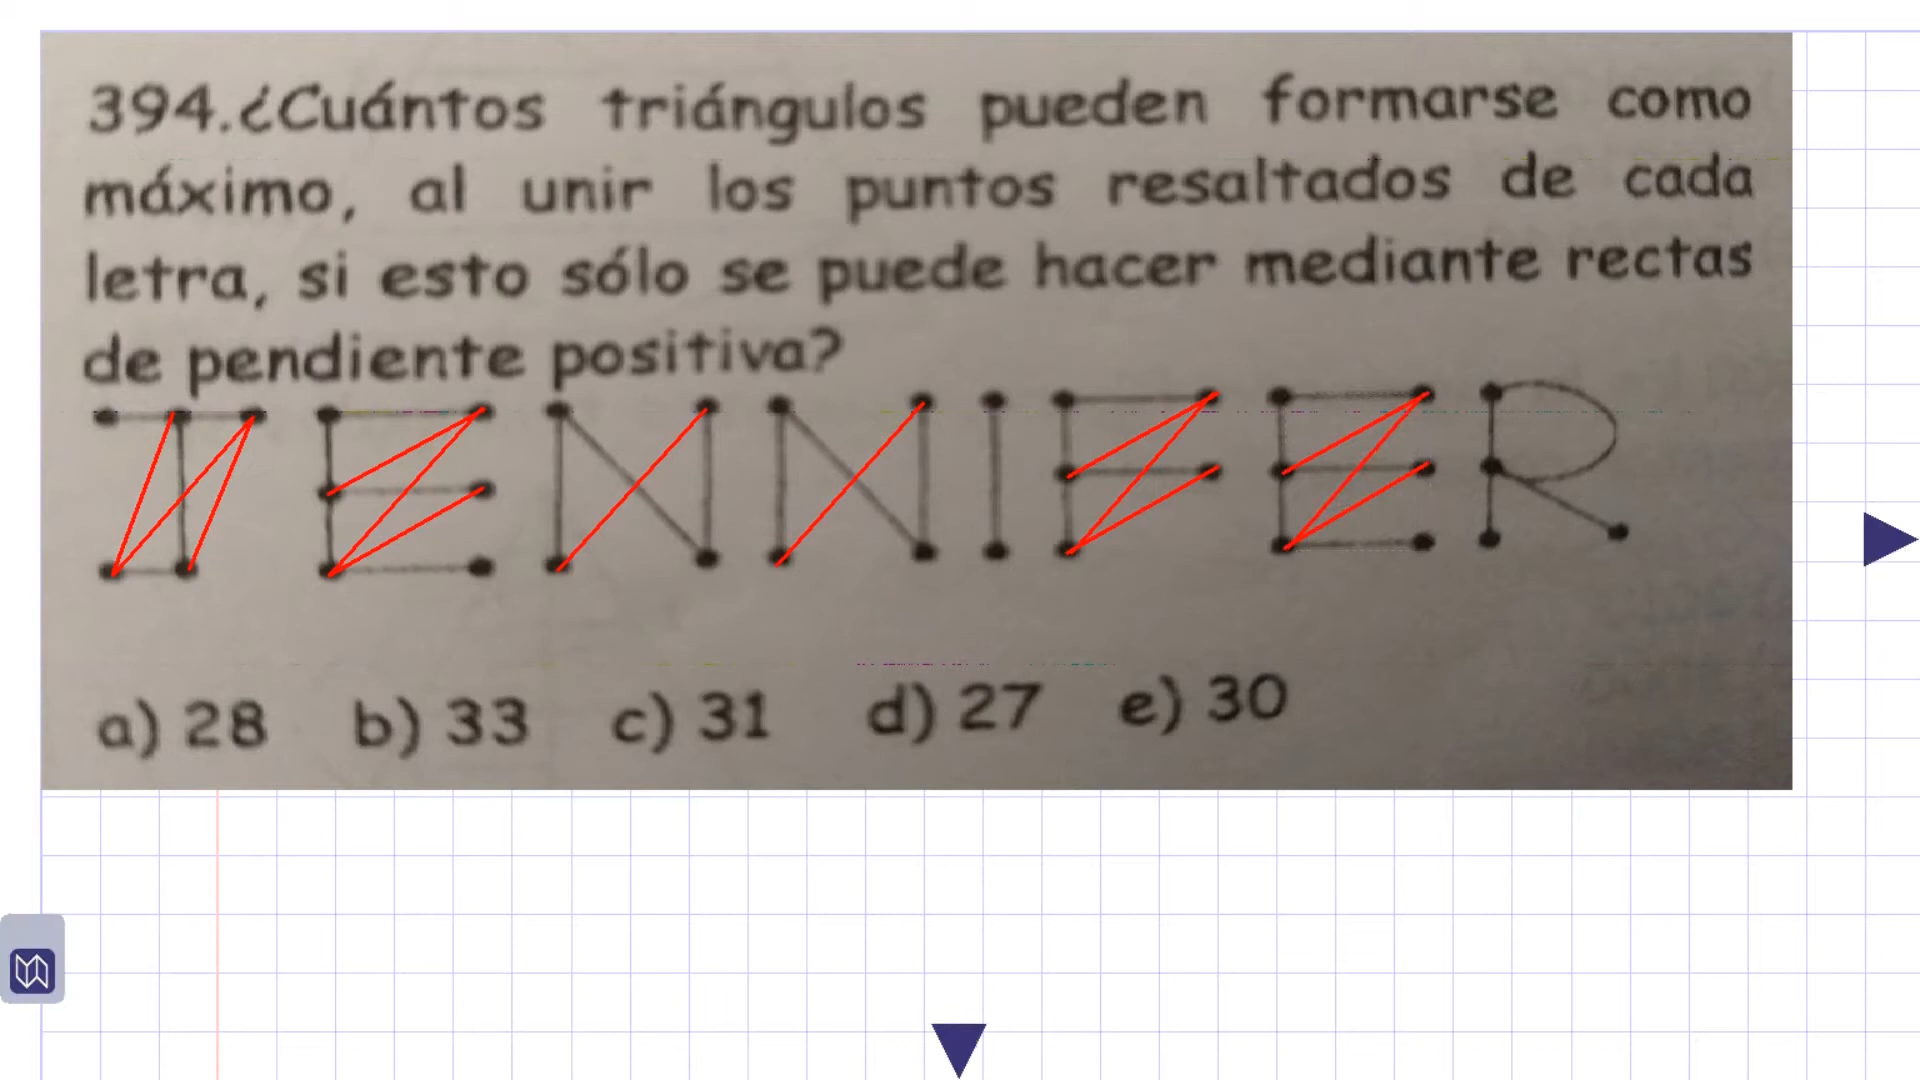 394.¿Cuántos triángulos pueden formarse como
máximo, al unir los puntos resaltados de cada
letra, si esto sólo se puede hacer mediante rectas
de pendiente positiva?
JENNIFER
a) 28 b) 33 c) 31 d) 27 e) 30